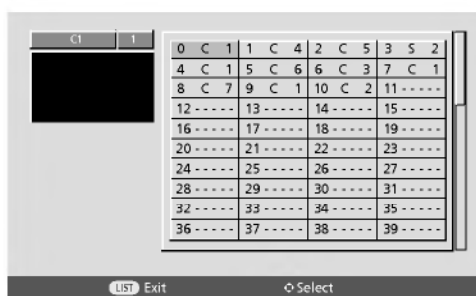 C1 1
0 C 1 1 C 4 2 C 5 3 S 2
4 C 1 5 C 6 6 C 3 7 C 1
8 C 7 9 C 1 10 C 2 11 - - - - -
12 - - - - - 13 - - - - - 14 - - - - - 15 - - - - -
16 - - - - - 17 - - - - - 18 - - - - - 19 - - - - -
20 - - - - - 21 - - - - - 22 - - - - - 23 - - - - -
24 - - - - - 25 - - - - - 26 - - - - - 27 - - - - -
28 - - - - - 29 - - - - - 30 - - - - - 31 - - - - -
32 - - - - - 33 - - - - - 34 - - - - - 35 - - - - -
36 - - - - - 37 - - - - - 38 - - - - - 39 - - - - -
LIST Exit Select